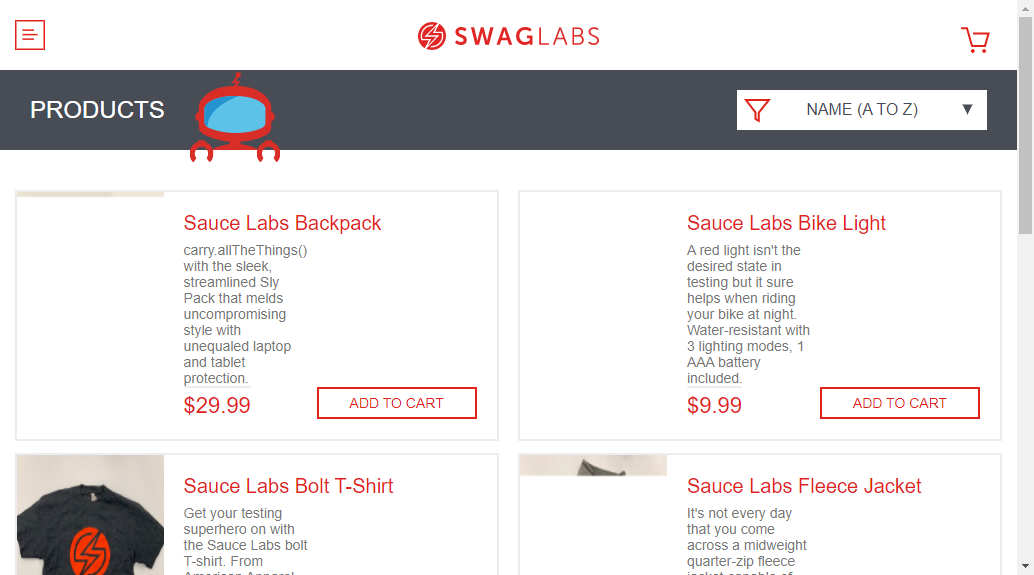 SWAGLABS
PRODUCTS
NAME (A TO Z)
Sauce Labs Backpack
carry.allTheThings()
with the sleek,
streamlined Sly
Pack that melds
uncompromising
style with
unequaled laptop
and tablet
protection.
$29.99
ADD TO CART
Sauce Labs Bike Light
A red light isn't the
desired state in
testing but it sure
helps when riding
your bike at night.
Water-resistant with
3 lighting modes, 1
AAA battery
included.
$9.99
ADD TO CART
Sauce Labs Bolt T-Shirt
Get your testing
superhero on with
the Sauce Labs bolt
T-shirt. From
American Apparel
Sauce Labs Fleece Jacket
It's not every day
that you come
across a midweight
quarter-zip fleece
jacket capable of